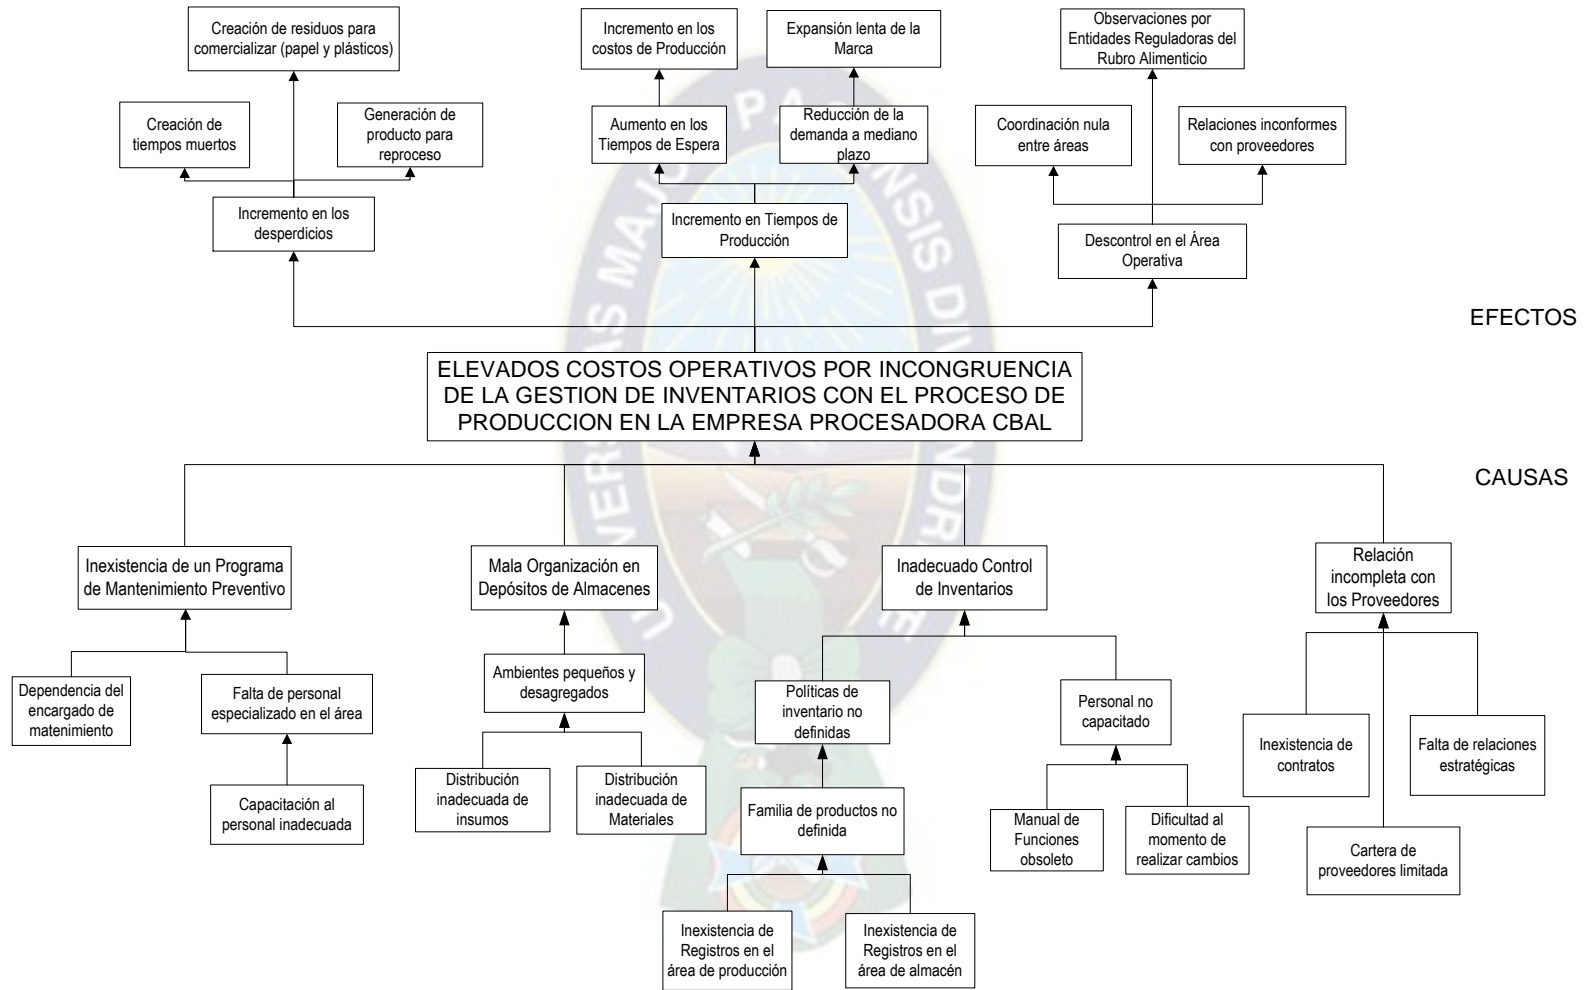 Creación de residuos para
comercializar (papel y plásticos)
Incremento en los
costos de Producción
Expansión lenta de la
Marca
Observaciones por
Entidades Reguladoras del
Rubro Alimenticio
Creación de
tiempos muertos
Generación de
producto para
reproceso
Aumento en los
Tiempos de Espera
Reducción de la
demanda a mediano
plazo
Coordinación nula
entre áreas
Relaciones inconformes
con proveedores
Incremento en los
desperdicios
Incremento en Tiempos de
Producción
Descontrol en el Área
Operativa
EFECTOS
ELEVADOS COSTOS OPERATIVOS POR INCONGRUENCIA
DE LA GESTION DE INVENTARIOS CON EL PROCESO DE
PRODUCCION EN LA EMPRESA PROCESADORA CBAL
CAUSAS
Inexistencia de un Programa
de Mantenimiento Preventivo
Mala Organización en
Depósitos de Almacenes
Inadecuado Control
de Inventarios
Relación
incompleta con
los Proveedores
Dependencia del
encargado de
matenimiento
Falta de personal
especializado en el área
Ambientes pequeños y
desagregados
Políticas de
inventario no
definidas
Personal no
capacitado
Inexistencia de
contratos
Falta de relaciones
estratégicas
Capacitación al
personal inadecuada
Distribución
inadecuada de
insumos
Distribución
inadecuada de
Materiales
Familia de productos no
definida
Manual de
Funciones
obsoleto
Dificultad al
momento de
realizar cambios
Cartera de
proveedores limitada
Inexistencia de
Registros en el
área de producción
Inexistencia de
Registros en el
área de almacén